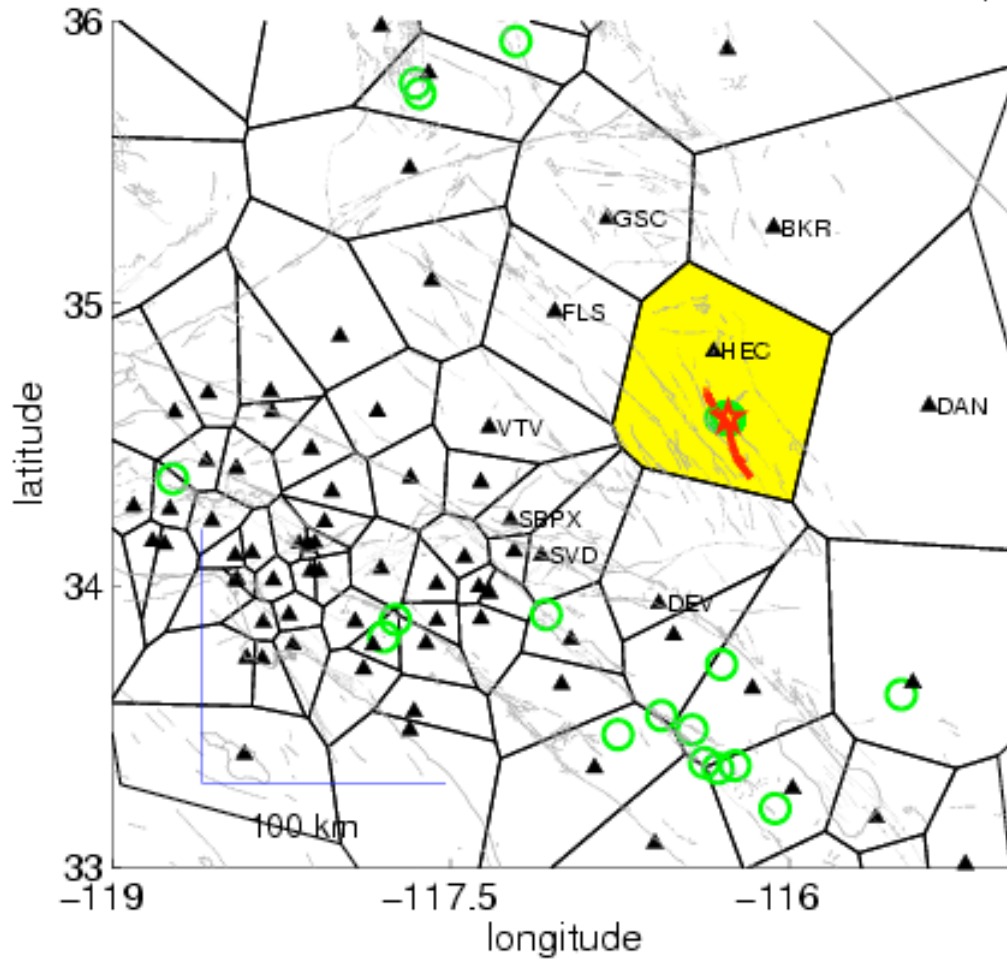 36
GSC
BKR
35
FLS
HEC
DAN
VTV
latitude
SBPX
SVD
34
DEV
100 km
33
−119
−117.5
−116
longitude